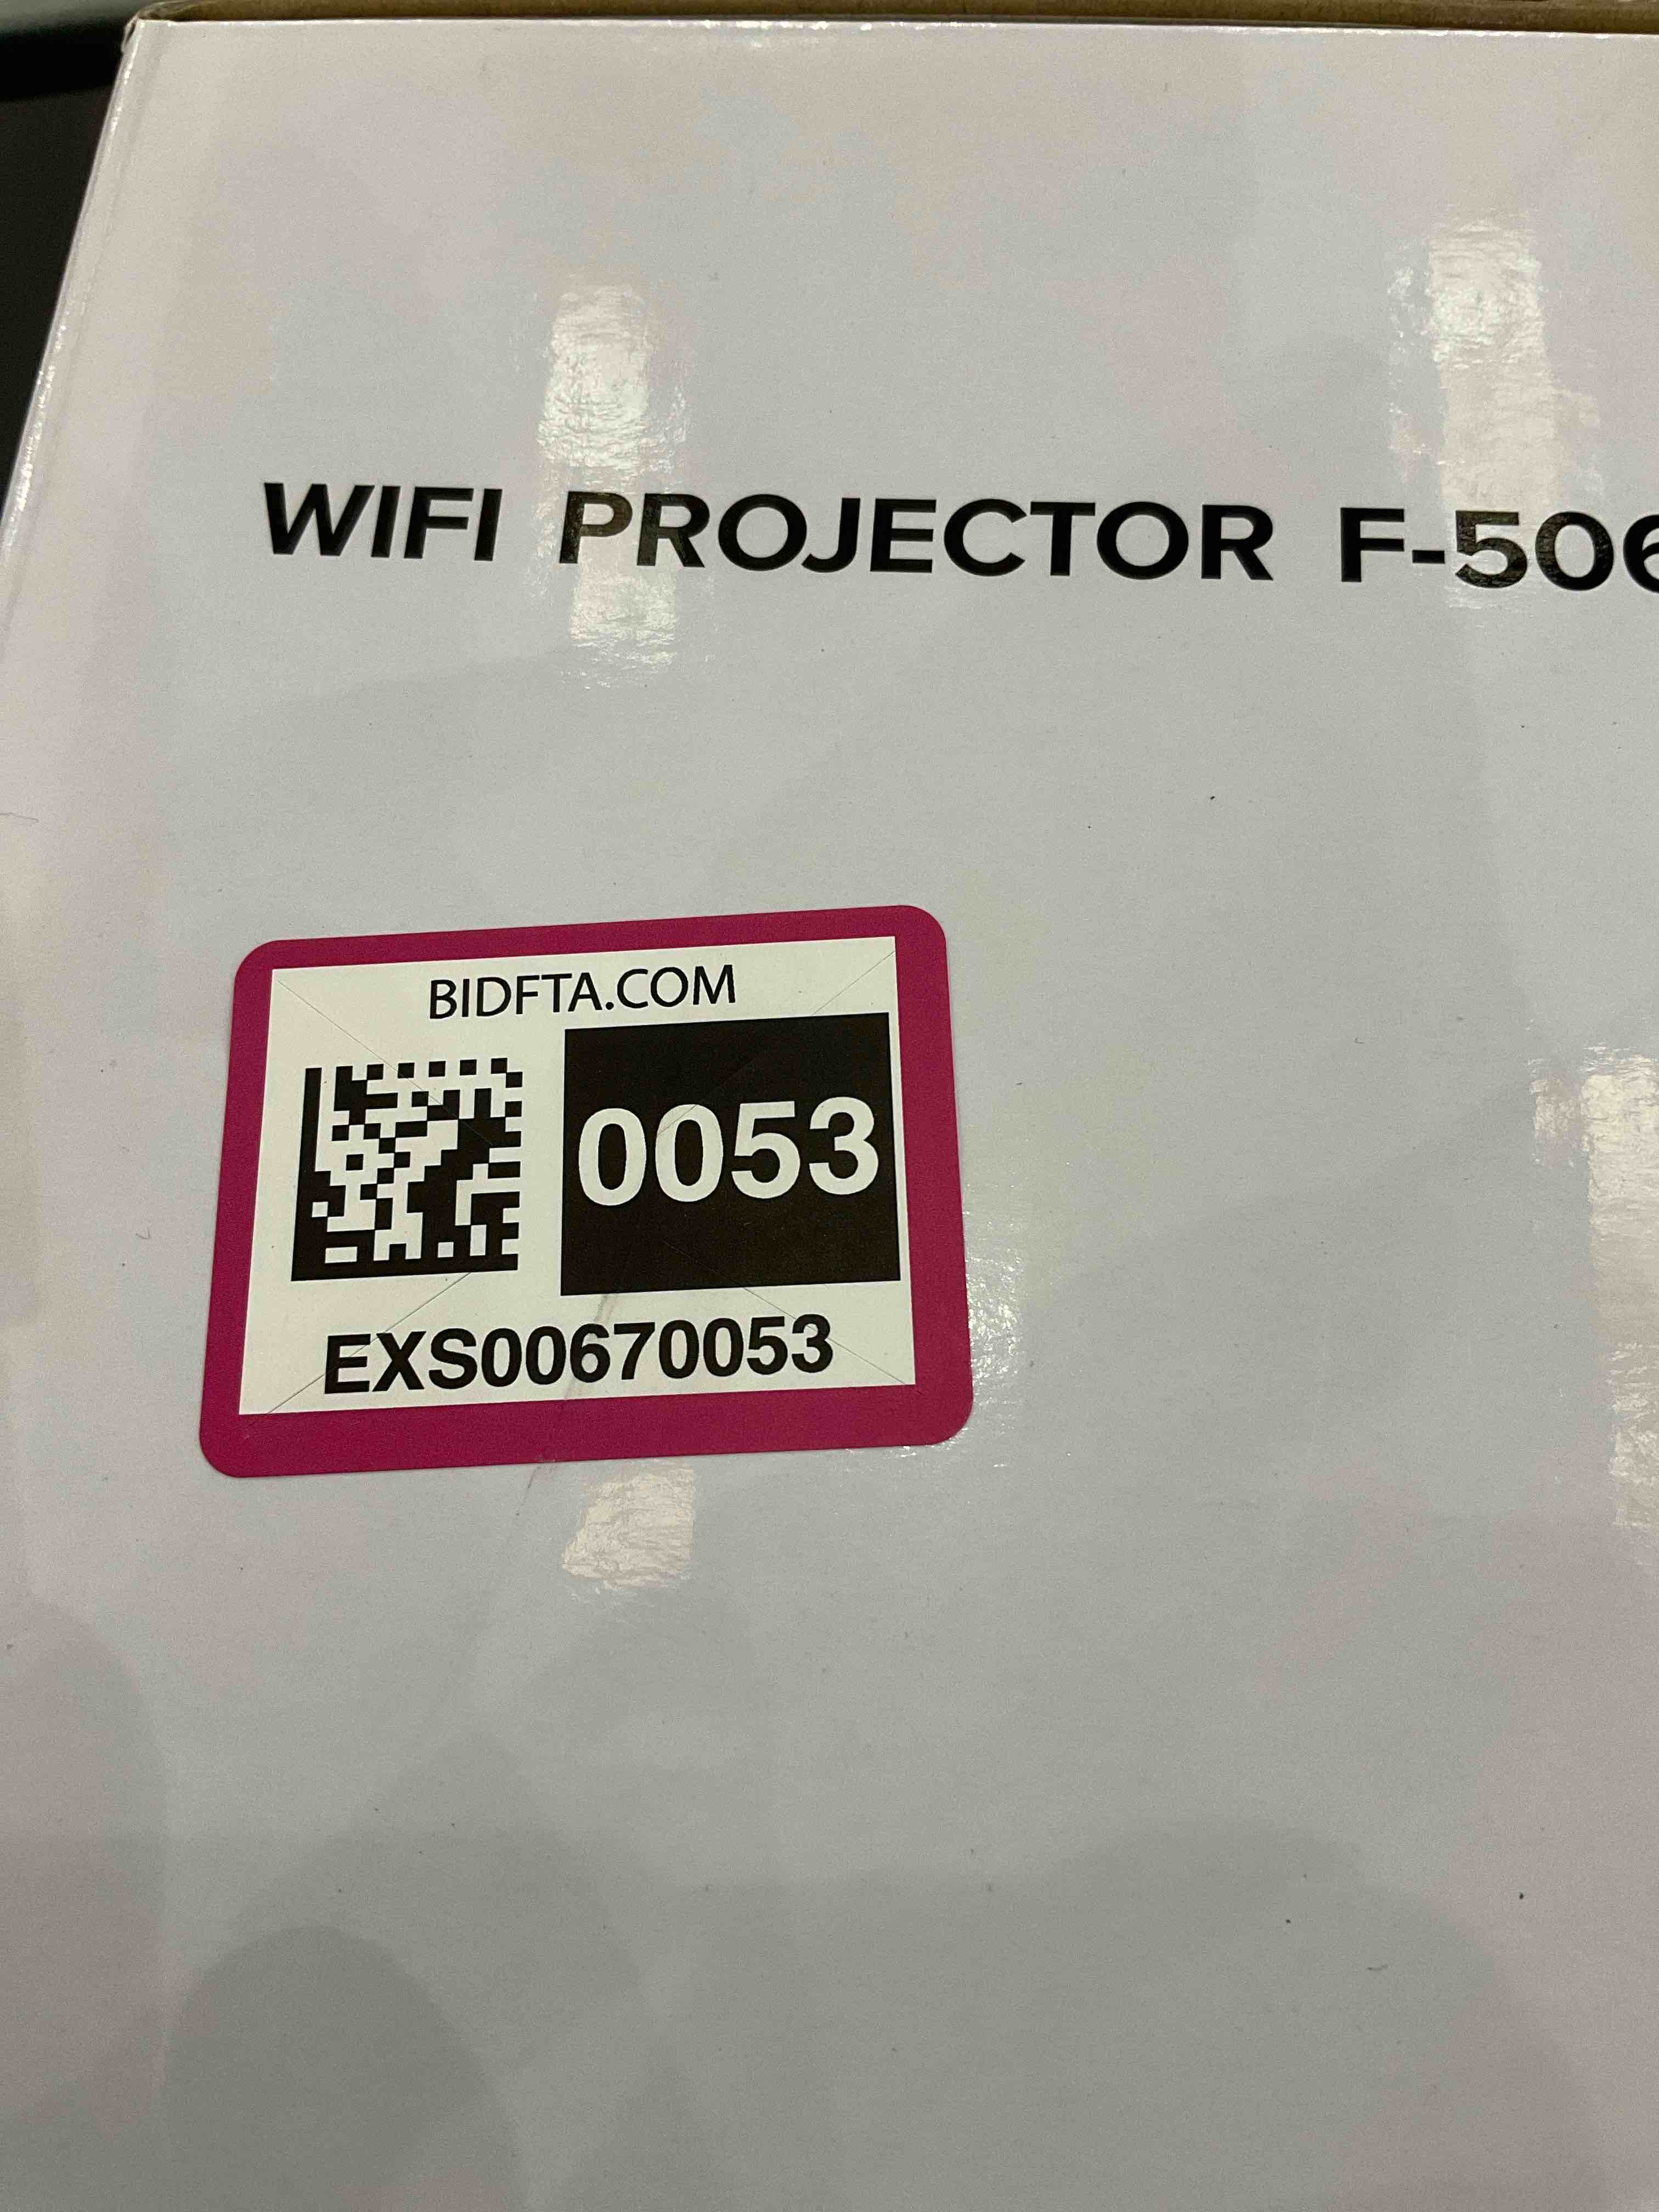 WIFI PROJECTOR F-506
BIDFTA.COM
0053
EXS00670053